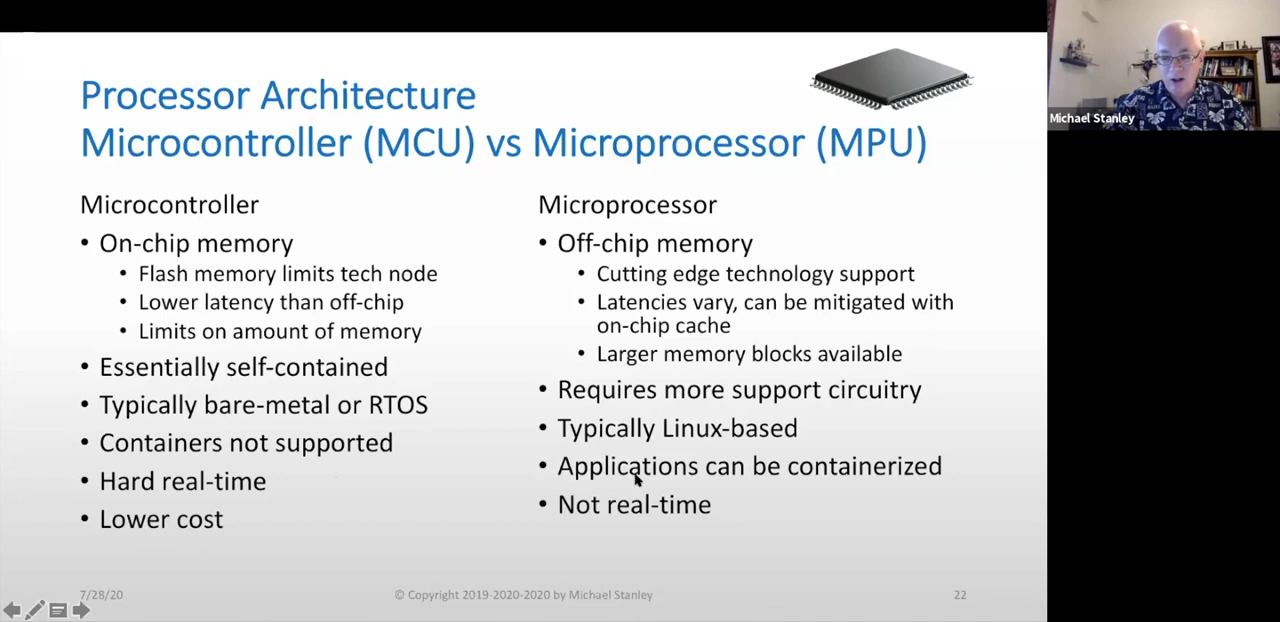 Processor Architecture
Microcontroller (MCU) vs Microprocessor (MPU)
Microcontroller
• On-chip memory
• Flash memory limits tech node
• Lower latency than off-chip
• Limits on amount of memory
• Essentially self-contained
• Typically bare-metal or RTOS
• Containers not supported
• Hard real-time
• Lower cost
Microprocessor
• Off-chip memory
• Cutting edge technology support
• Latencies vary, can be mitigated with
on-chip cache
• Larger memory blocks available
• Requires more support circuitry
• Typically Linux-based
• Applications can be containerized
• Not real-time
7/28/20
© Copyright 2019-2020-2020 by Michael Stanley
22
Michael Stanley